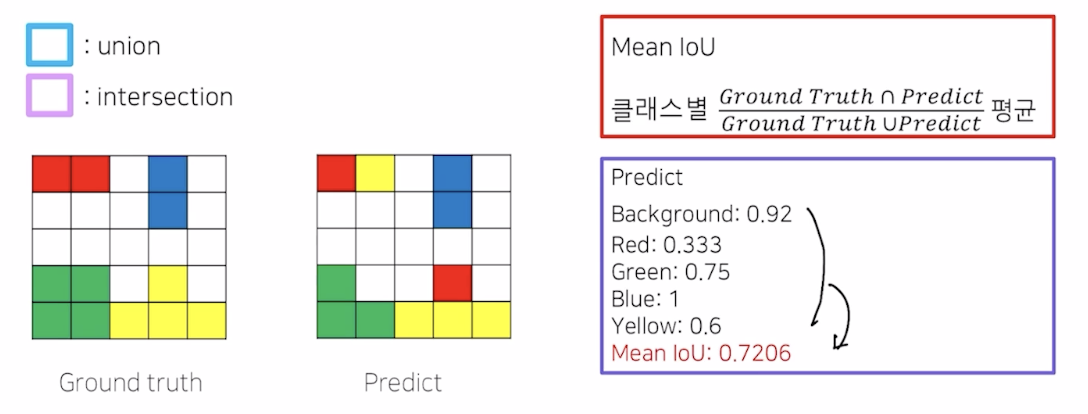 : union
: intersection
Mean IoU
클래스별 Ground Truth ∩ Predict / Ground Truth ∪Predict 평균
Predict
Background: 0.92
Red: 0.333
Green: 0.75
Blue: 1
Yellow: 0.6
Mean IoU: 0.7206
Ground truth
Predict